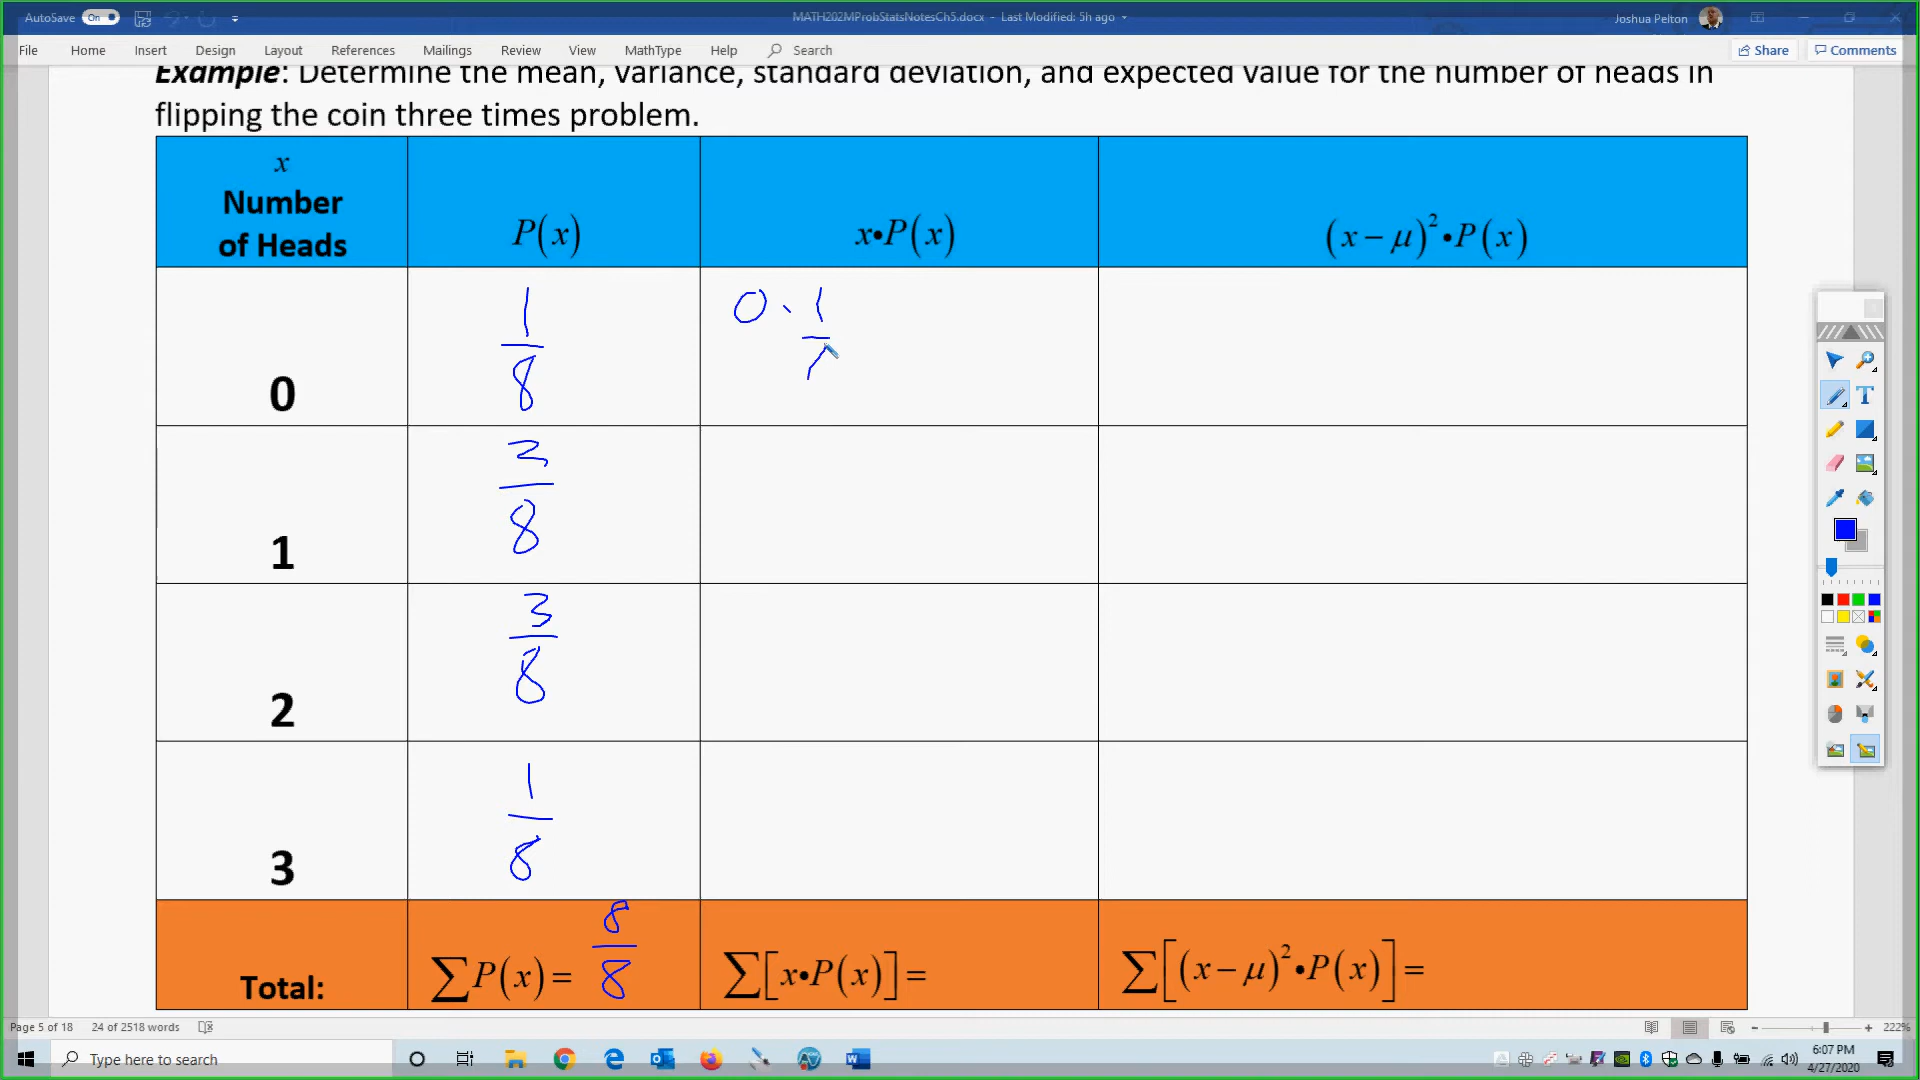 AutoSave On MATH202MProbStatsNotesCh5.docx - Last Modified: 5h ago Joshua Pelton
File Home Insert Design Layout References Mailings Review View MathType Help Search Share Comments
Example: Determine the mean, variance, standard deviation, and expected value for the number of heads in
flipping the coin three times problem.
x
Number
of Heads
P(x)
x•P(x)
(x−μ)²•P(x)
0
1/8
0 · 1
1
3/8
2
3/8
3
1/8
Total:
∑P(x)= 8/8
∑[x•P(x)]=
∑[(x−μ)²•P(x)]=
Page 5 of 18 24 of 2518 words 222%
Type here to search
6:07 PM
4/27/2020